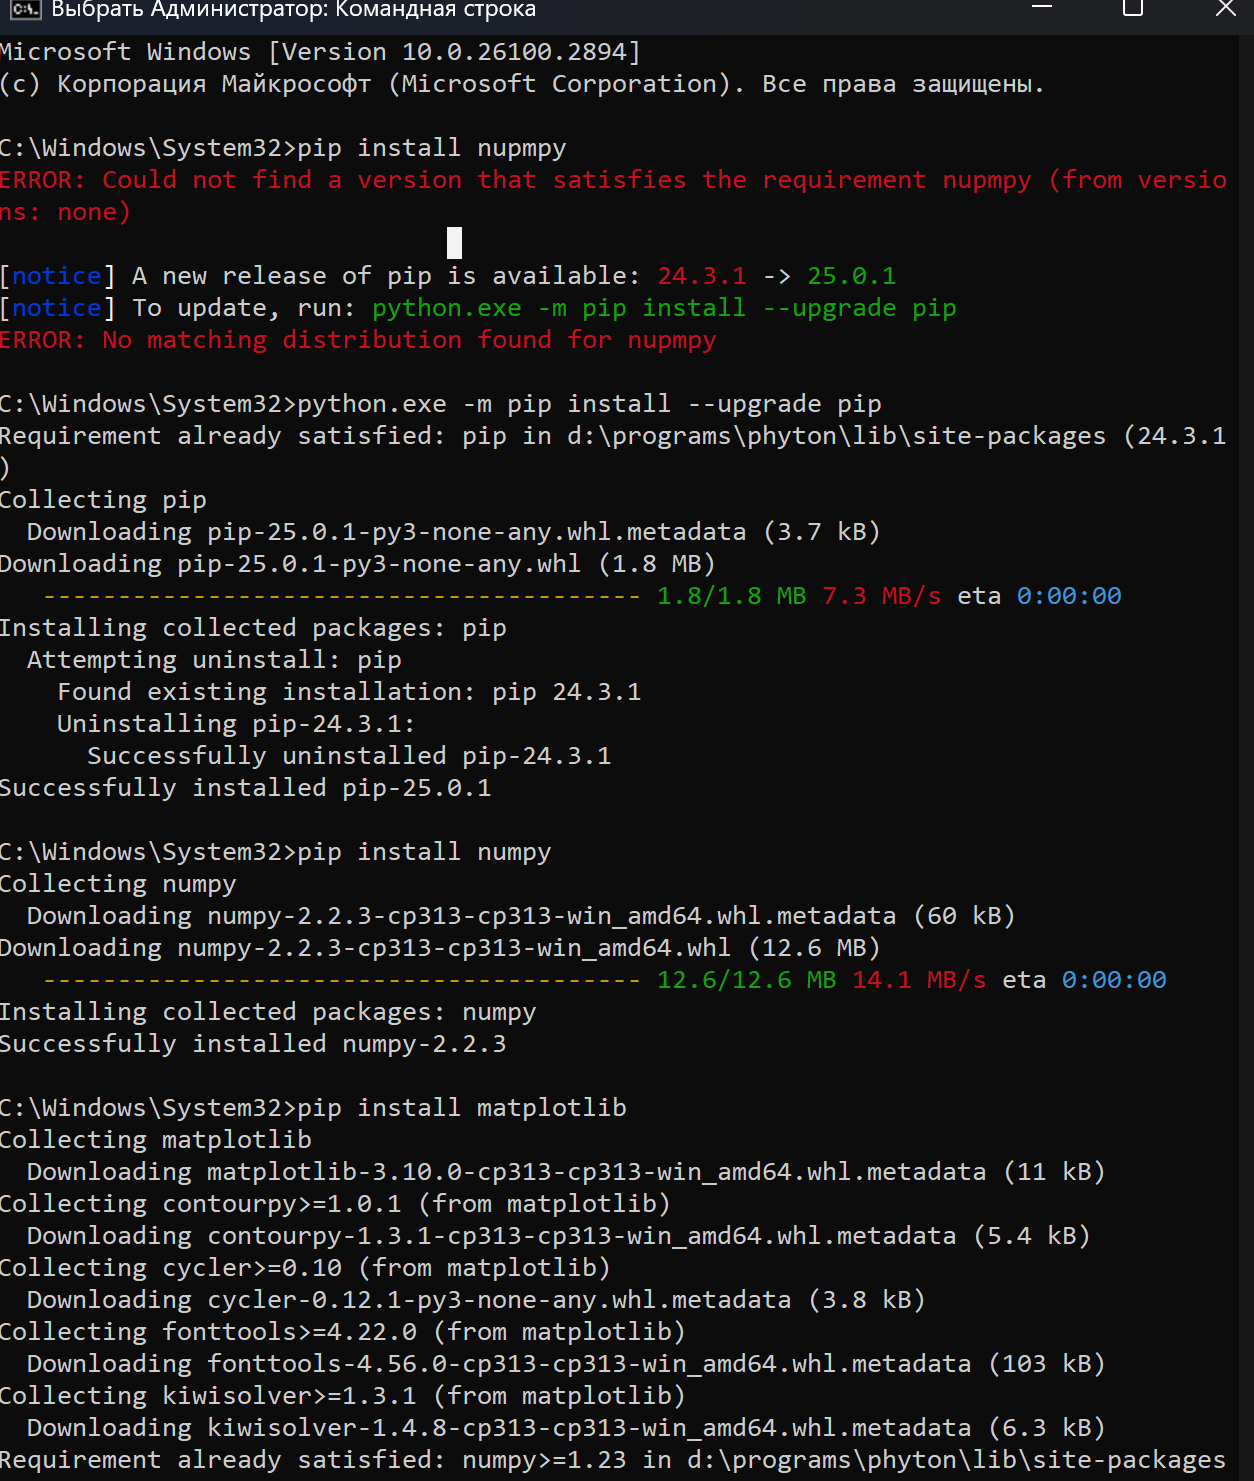 Выбрать Администратор: Командная строка
Microsoft Windows [Version 10.0.26100.2894]
(c) Корпорация Майкрософт (Microsoft Corporation). Все права защищены.
C:\Windows\System32>pip install nupmpy
ERROR: Could not find a version that satisfies the requirement nupmpy (from versio
ns: none)
[notice] A new release of pip is available: 24.3.1 -> 25.0.1
[notice] To update, run: python.exe -m pip install --upgrade pip
ERROR: No matching distribution found for nupmpy
C:\Windows\System32>python.exe -m pip install --upgrade pip
Requirement already satisfied: pip in d:\programs\phyton\lib\site-packages (24.3.1
)
Collecting pip
  Downloading pip-25.0.1-py3-none-any.whl.metadata (3.7 kB)
Downloading pip-25.0.1-py3-none-any.whl (1.8 MB)
   ---------------------------------------- 1.8/1.8 MB 7.3 MB/s eta 0:00:00
Installing collected packages: pip
  Attempting uninstall: pip
    Found existing installation: pip 24.3.1
    Uninstalling pip-24.3.1:
      Successfully uninstalled pip-24.3.1
Successfully installed pip-25.0.1
C:\Windows\System32>pip install numpy
Collecting numpy
  Downloading numpy-2.2.3-cp313-cp313-win_amd64.whl.metadata (60 kB)
Downloading numpy-2.2.3-cp313-cp313-win_amd64.whl (12.6 MB)
   ---------------------------------------- 12.6/12.6 MB 14.1 MB/s eta 0:00:00
Installing collected packages: numpy
Successfully installed numpy-2.2.3
C:\Windows\System32>pip install matplotlib
Collecting matplotlib
  Downloading matplotlib-3.10.0-cp313-cp313-win_amd64.whl.metadata (11 kB)
Collecting contourpy>=1.0.1 (from matplotlib)
  Downloading contourpy-1.3.1-cp313-cp313-win_amd64.whl.metadata (5.4 kB)
Collecting cycler>=0.10 (from matplotlib)
  Downloading cycler-0.12.1-py3-none-any.whl.metadata (3.8 kB)
Collecting fonttools>=4.22.0 (from matplotlib)
  Downloading fonttools-4.56.0-cp313-cp313-win_amd64.whl.metadata (103 kB)
Collecting kiwisolver>=1.3.1 (from matplotlib)
  Downloading kiwisolver-1.4.8-cp313-cp313-win_amd64.whl.metadata (6.3 kB)
Requirement already satisfied: numpy>=1.23 in d:\programs\phyton\lib\site-packages